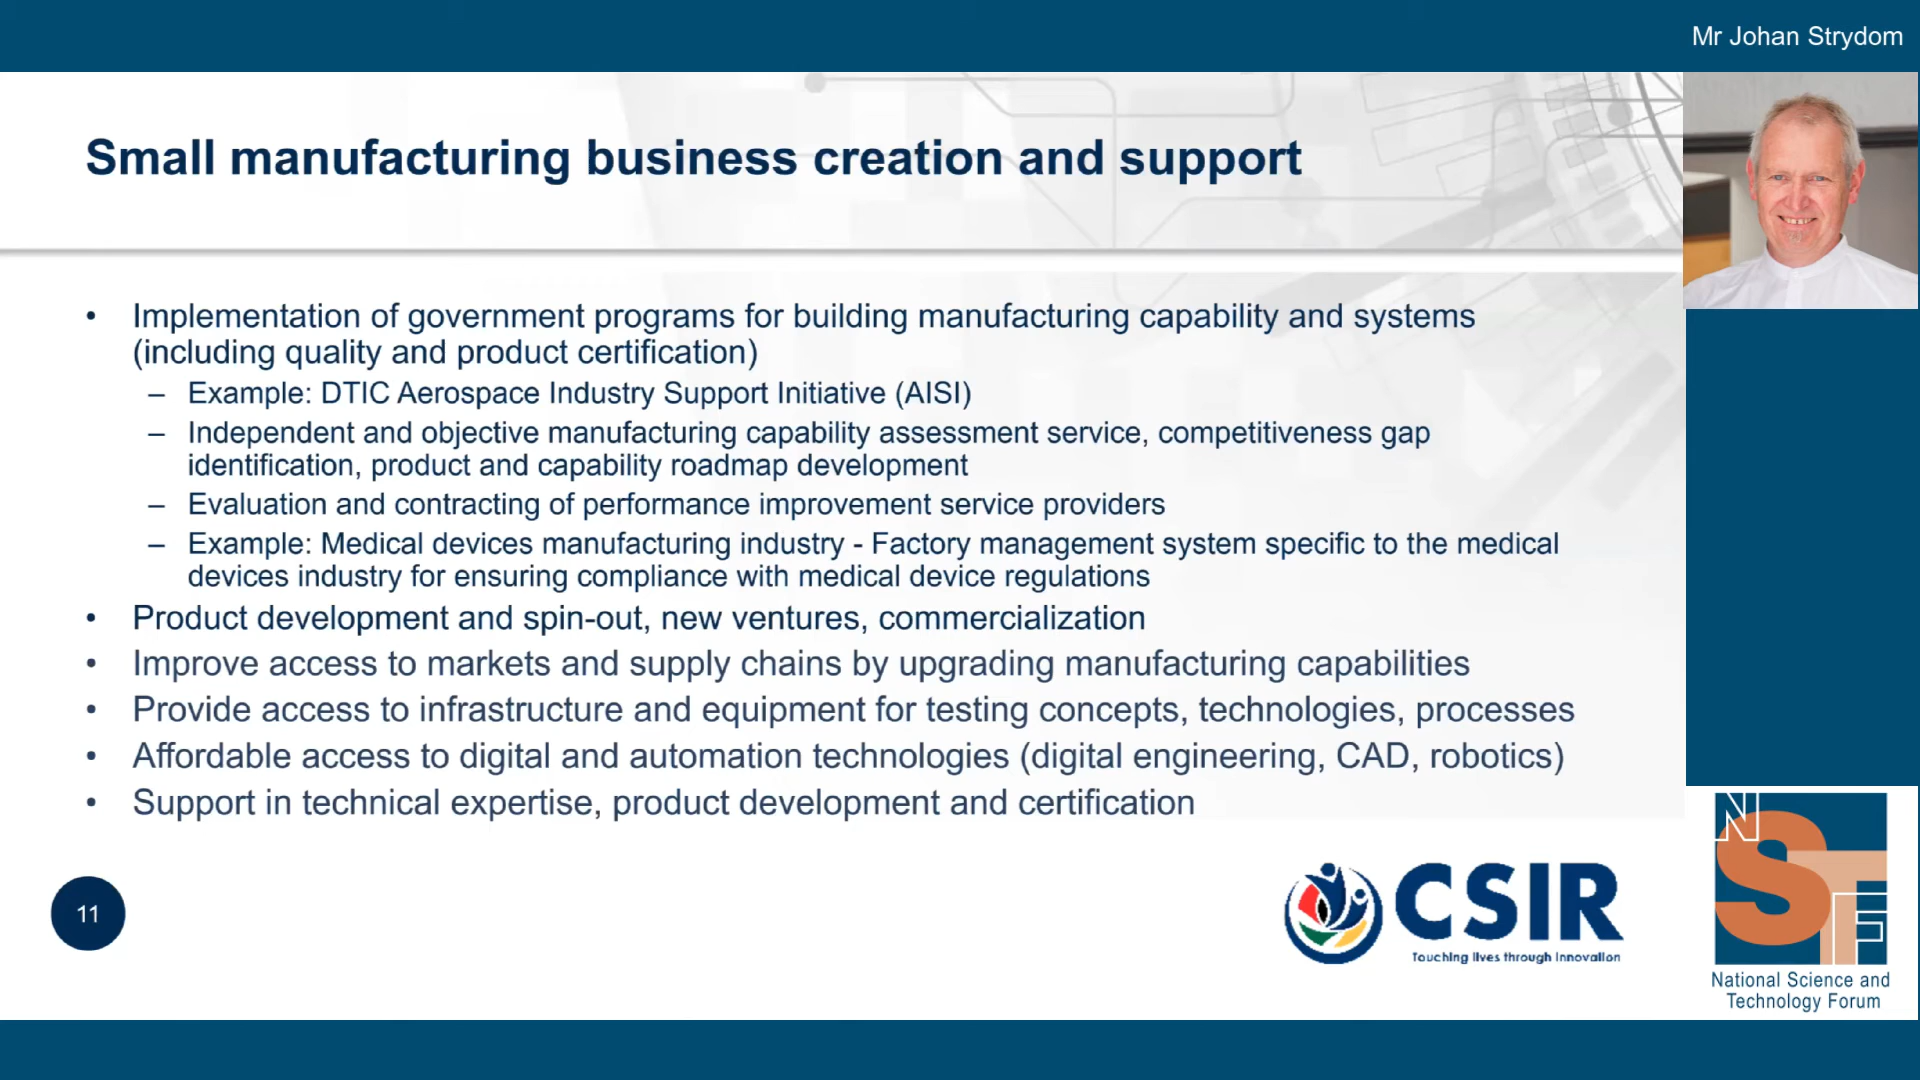 Mr Johan Strydom
Small manufacturing business creation and support
• Implementation of government programs for building manufacturing capability and systems
(including quality and product certification)
– Example: DTIC Aerospace Industry Support Initiative (AISI)
– Independent and objective manufacturing capability assessment service, competitiveness gap
identification, product and capability roadmap development
– Evaluation and contracting of performance improvement service providers
– Example: Medical devices manufacturing industry - Factory management system specific to the medical
devices industry for ensuring compliance with medical device regulations
• Product development and spin-out, new ventures, commercialization
• Improve access to markets and supply chains by upgrading manufacturing capabilities
• Provide access to infrastructure and equipment for testing concepts, technologies, processes
• Affordable access to digital and automation technologies (digital engineering, CAD, robotics)
• Support in technical expertise, product development and certification
11
CSIR
Touching lives through innovation
NSTF
National Science and
Technology Forum